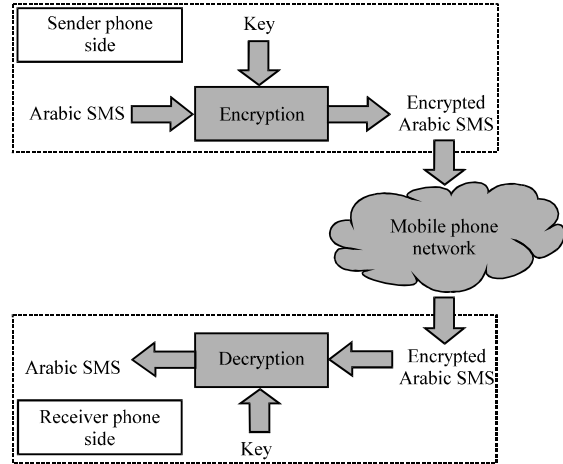 Sender phone
side
Key
Arabic SMS
Encryption
Encrypted
Arabic SMS
Mobile phone
network
Arabic SMS
Decryption
Encrypted
Arabic SMS
Receiver phone
side
Key